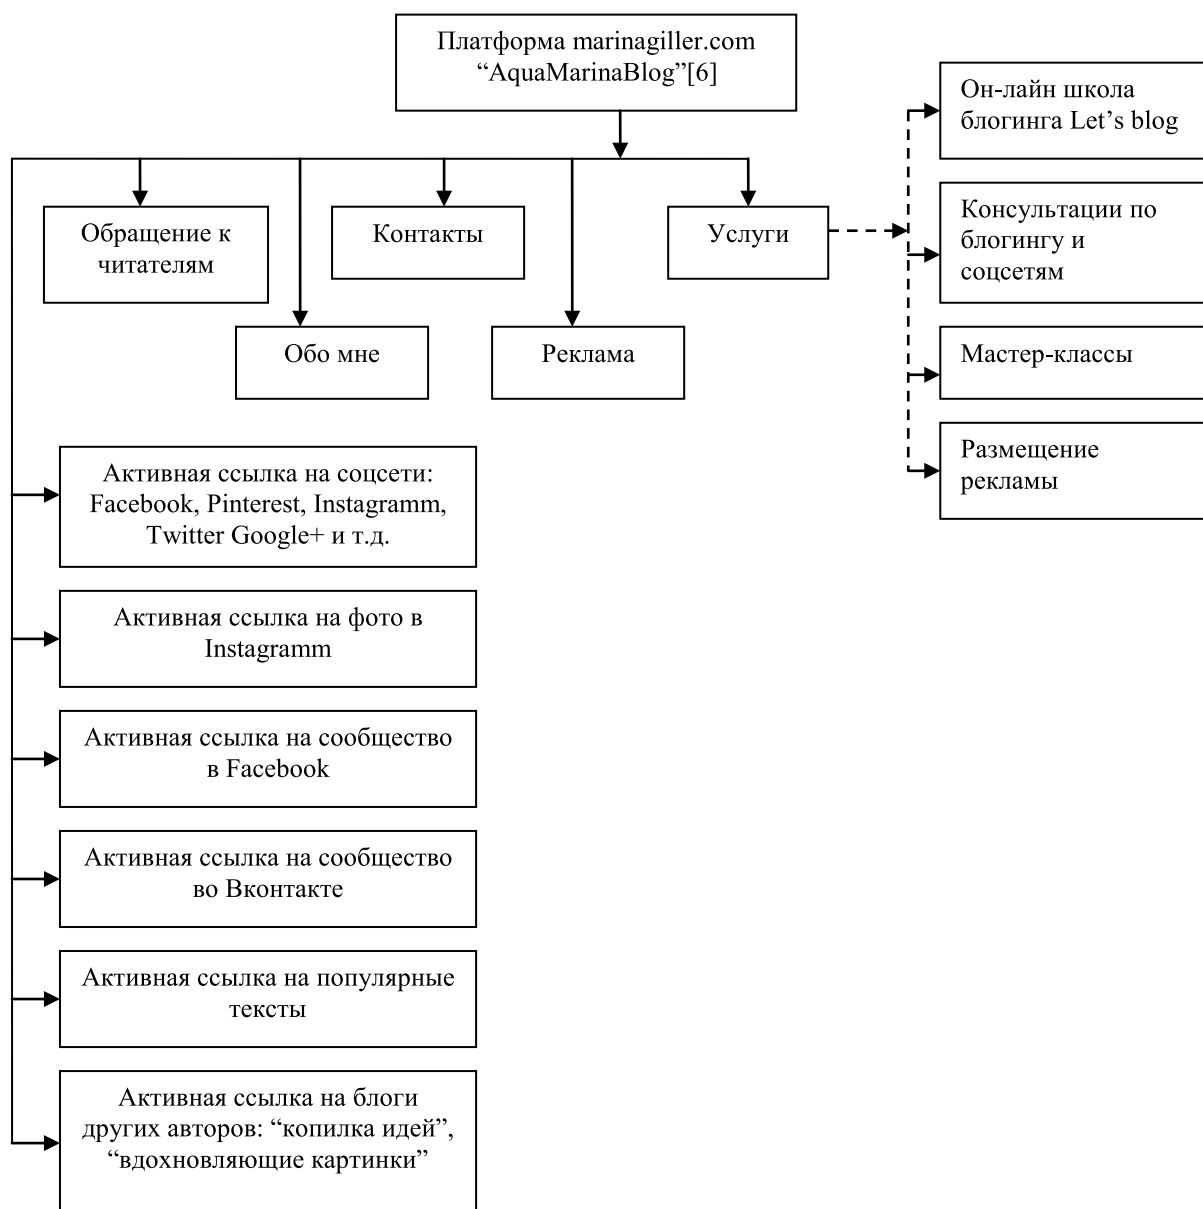 Платформа marinagiller.com
“AquaMarinaBlog”[6]
Он-лайн школа
блогинга Let’s blog
Обращение к
читателям
Контакты
Услуги
Консультации по
блогингу и
соцсетям
Обо мне
Реклама
Мастер-классы
Размещение
рекламы
Активная ссылка на соцсети:
Facebook, Pinterest, Instagramm,
Twitter Google+ и т.д.
Активная ссылка на фото в
Instagramm
Активная ссылка на сообщество
в Facebook
Активная ссылка на сообщество
во Вконтакте
Активная ссылка на популярные
тексты
Активная ссылка на блоги
других авторов: “копилка идей”,
“вдохновляющие картинки”